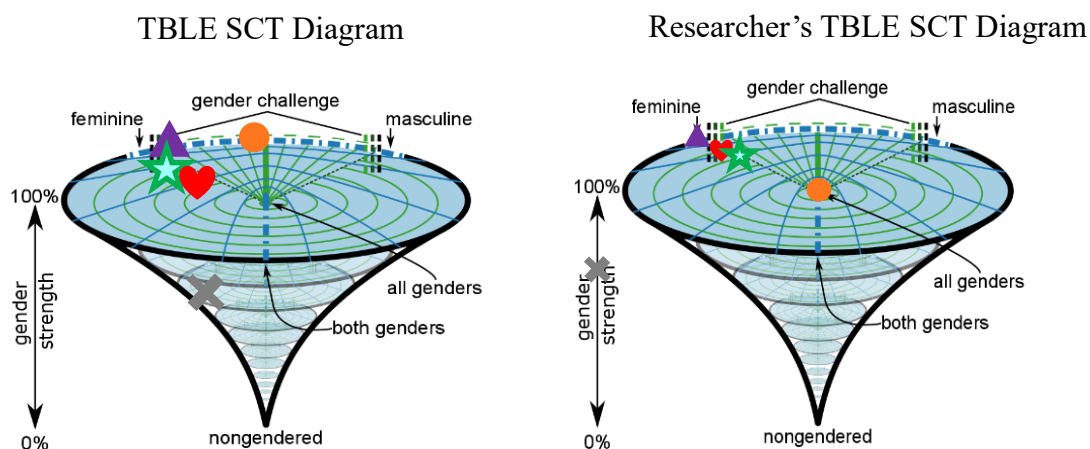 TBLE SCT Diagram
gender challenge
feminine
masculine
100%
all genders
both genders
gender
strength
0%
nongendered
Researcher’s TBLE SCT Diagram
gender challenge
feminine
masculine
100%
all genders
both genders
gender
strength
0%
nongendered